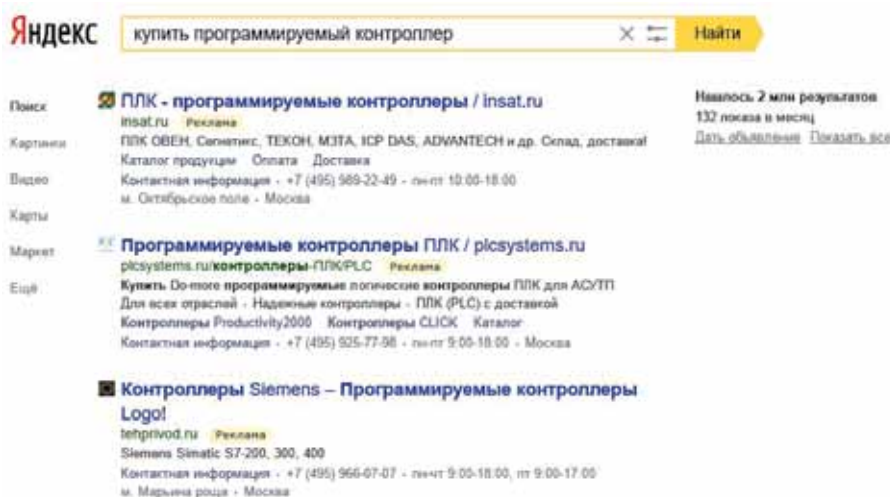 Яндекс
купить программируемый контроллер
Найти
Поиск
Картинки
Видео
Карты
Маркет
Ещё
ПЛК - программируемые контроллеры / insat.ru
insat.ru Реклама
ПЛК ОВЕН, Сегнетикс, ТЕКОН, МЗТА, ICP DAS, ADVANTECH и др. Склад, доставка!
Каталог продукции Оплата Доставка
Контактная информация - +7 (495) 989-22-49 - пн-пт 10:00-18:00
м. Октябрьское поле - Москва
Программируемые контроллеры ПЛК / plcsystems.ru
plcsystems.ru/контроллеры-ПЛК/PLC Реклама
Купить Do-more программируемые логические контроллеры ПЛК для АСУТП
Для всех отраслей - Надежные контроллеры - ПЛК (PLC) с доставкой
Контроллеры Productivity2000 Контроллеры CLICK Каталог
Контактная информация - +7 (495) 925-77-98 - пн-пт 9:00-18:00 - Москва
Контроллеры Siemens – Программируемые контроллеры
Logo!
tehprivod.ru Реклама
Siemens Simatic S7-200, 300, 400
Контактная информация - +7 (495) 966-07-07 - пн-чт 9:00-18:00, пт 9:00-17:00
м. Марьина роща - Москва
Нашлось 2 млн результатов
132 показа в месяц
Дать объявление Показать все